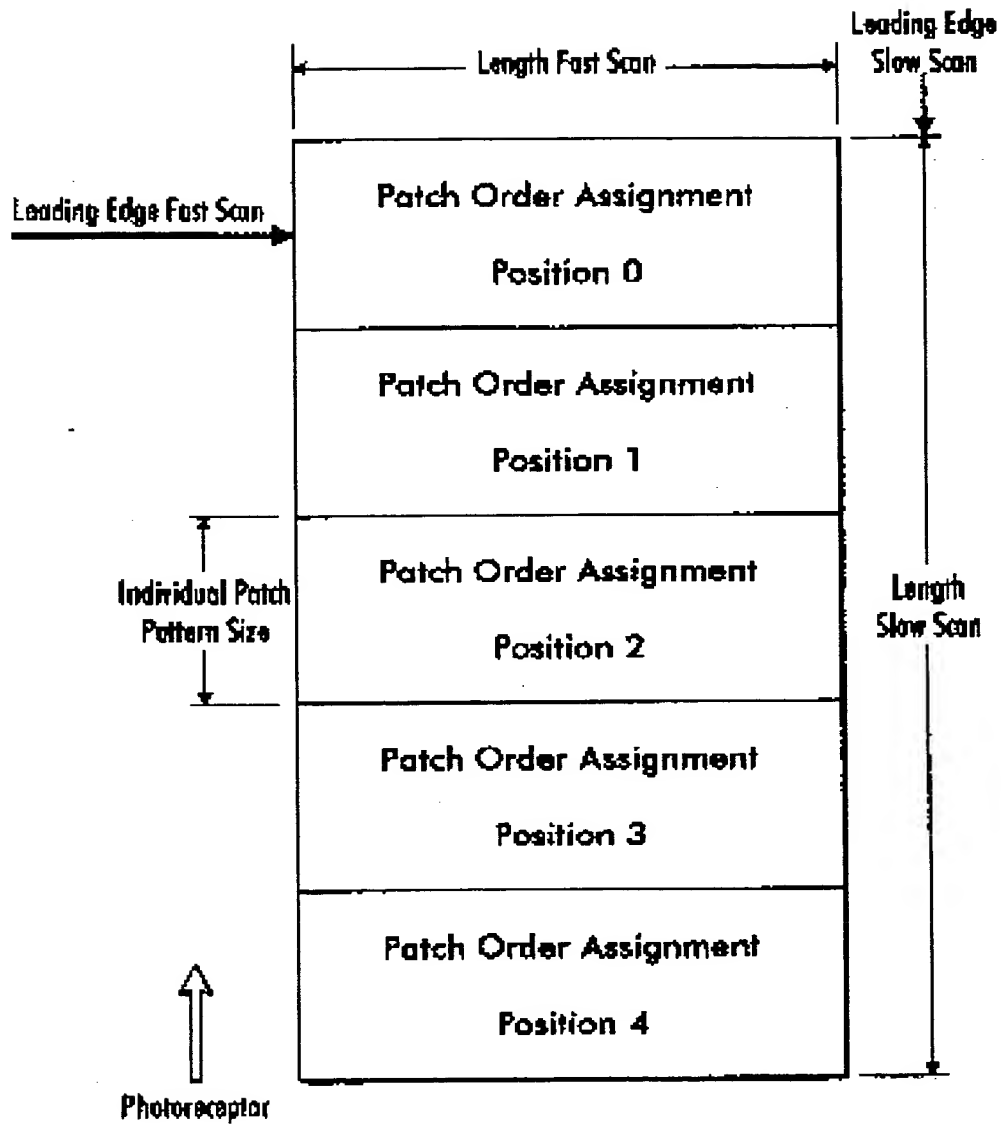 Leading Edge
Slow Scan
Length Fast Scan
Patch Order Assignment
Position 0
Leading Edge Fast Scan
Patch Order Assignment
Position 1
Patch Order Assignment
Position 2
Individual Patch
Pattern Size
Length
Slow Scan
Patch Order Assignment
Position 3
Patch Order Assignment
Position 4
Photoreceptor